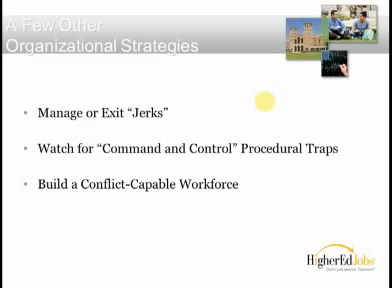 A Few Other
Organizational Strategies
• Manage or Exit “Jerks”
• Watch for “Command and Control” Procedural Traps
• Build a Conflict-Capable Workforce
HigherEdJobs